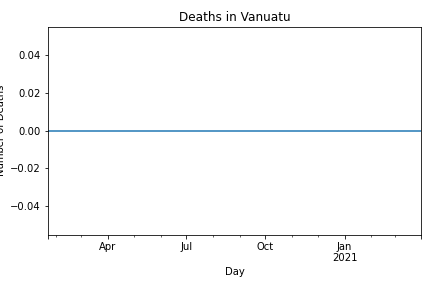 Deaths in Vanuatu
0.04
0.02
0.00
−0.02
−0.04
Number of Deaths
Apr
Jul
Oct
Jan
2021
Day